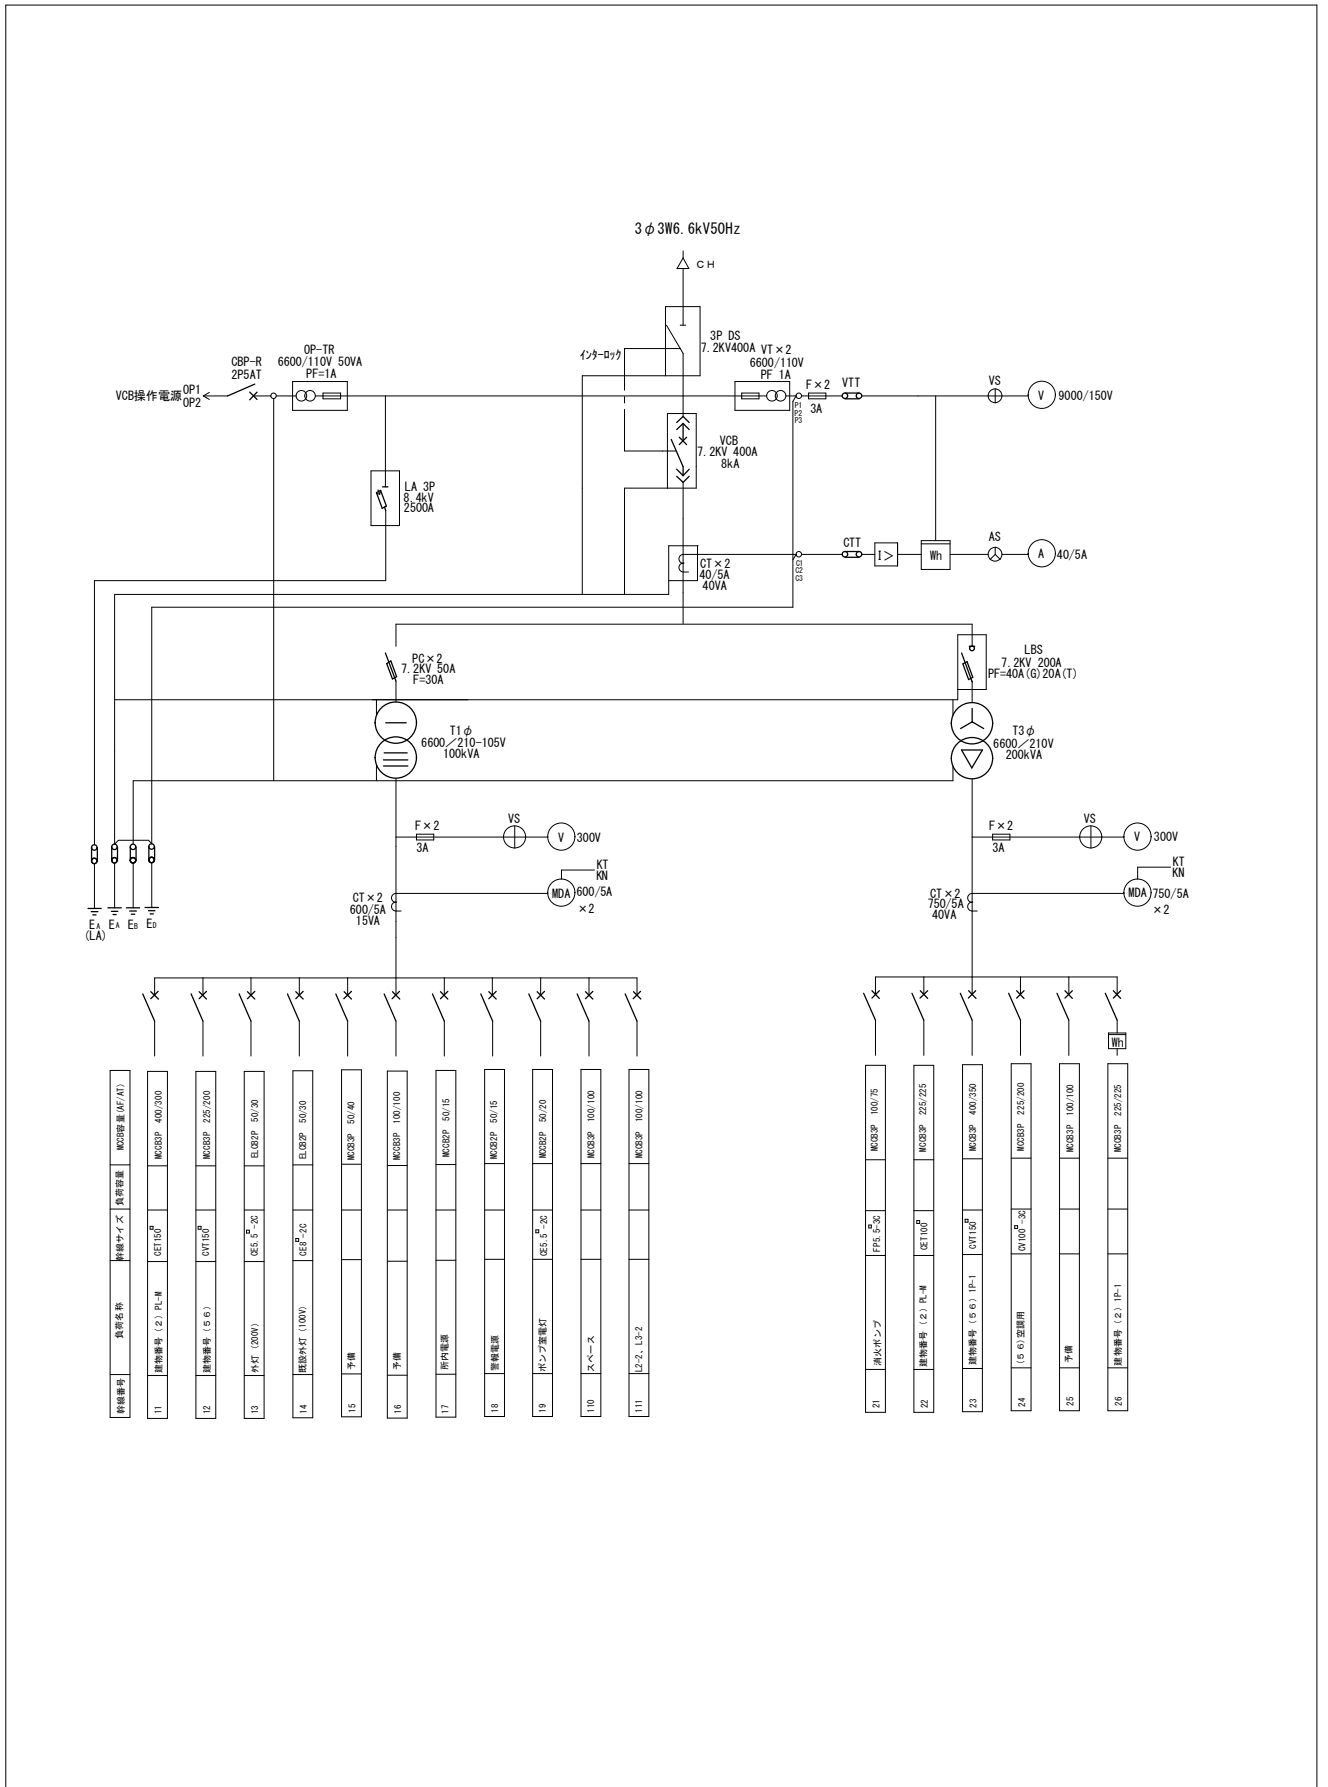 3φ3W6.6kV50Hz
CH
3P DS
7.2KV400A
インターロック
VT×2
6600/110V
PF 1A
OP-TR
6600/110V 50VA
PF=1A
CBP-R
2P5AT
VCB操作電源
OP1
OP2
F×2
3A
VTT
VS
V
9000/150V
P1
P2
P3
VCB
7.2KV 400A
8kA
LA 3P
8.4kV
2500A
CT×2
40/5A
40VA
C3
CTT
I>
Wh
AS
A
40/5A
PC×2
7.2KV 50A
F=30A
LBS
7.2KV 200A
PF=40A(G)20A(T)
T1φ
6600/210-105V
100kVA
T3φ
6600/210V
200kVA
F×2
3A
VS
V
300V
F×2
3A
VS
V
300V
KT
KN
CT×2
600/5A
15VA
MDA
600/5A
×2
KT
KN
CT×2
750/5A
40VA
MDA
750/5A
×2
EA
(LA)
EA
EB
ED
Wh
幹線番号 負荷名称 幹線サイズ 負荷容量 MCCB容量(AF/AT)
11 建物番号(2)PL-M CET150□ MCCB3P 400/300
12 建物番号(56) CVT150□ MCCB3P 225/200
13 外灯(200V) CE5.5□-2C ELCB2P 50/30
14 既設外灯(100V) CE8□-2C ELCB2P 50/30
15 予備 MCCB3P 50/40
16 予備 MCCB3P 100/100
17 所内電源 MCCB2P 50/15
18 警報電源 MCCB2P 50/15
19 ポンプ室電灯 CE5.5□-2C MCCB2P 50/20
110 スペース MCCB3P 100/100
111 L2-2、L3-2 MCCB3P 100/100
21 消火ポンプ FP5.5-3C MCCB3P 100/75
22 建物番号(2)PL-M CET100□ MCCB3P 225/225
23 建物番号(56)1P-1 CVT150□ MCCB3P 400/350
24 (56)空調用 CV100□-3C MCCB3P 225/200
25 予備 MCCB3P 100/100
26 建物番号(2)1P-1 MCCB3P 225/225